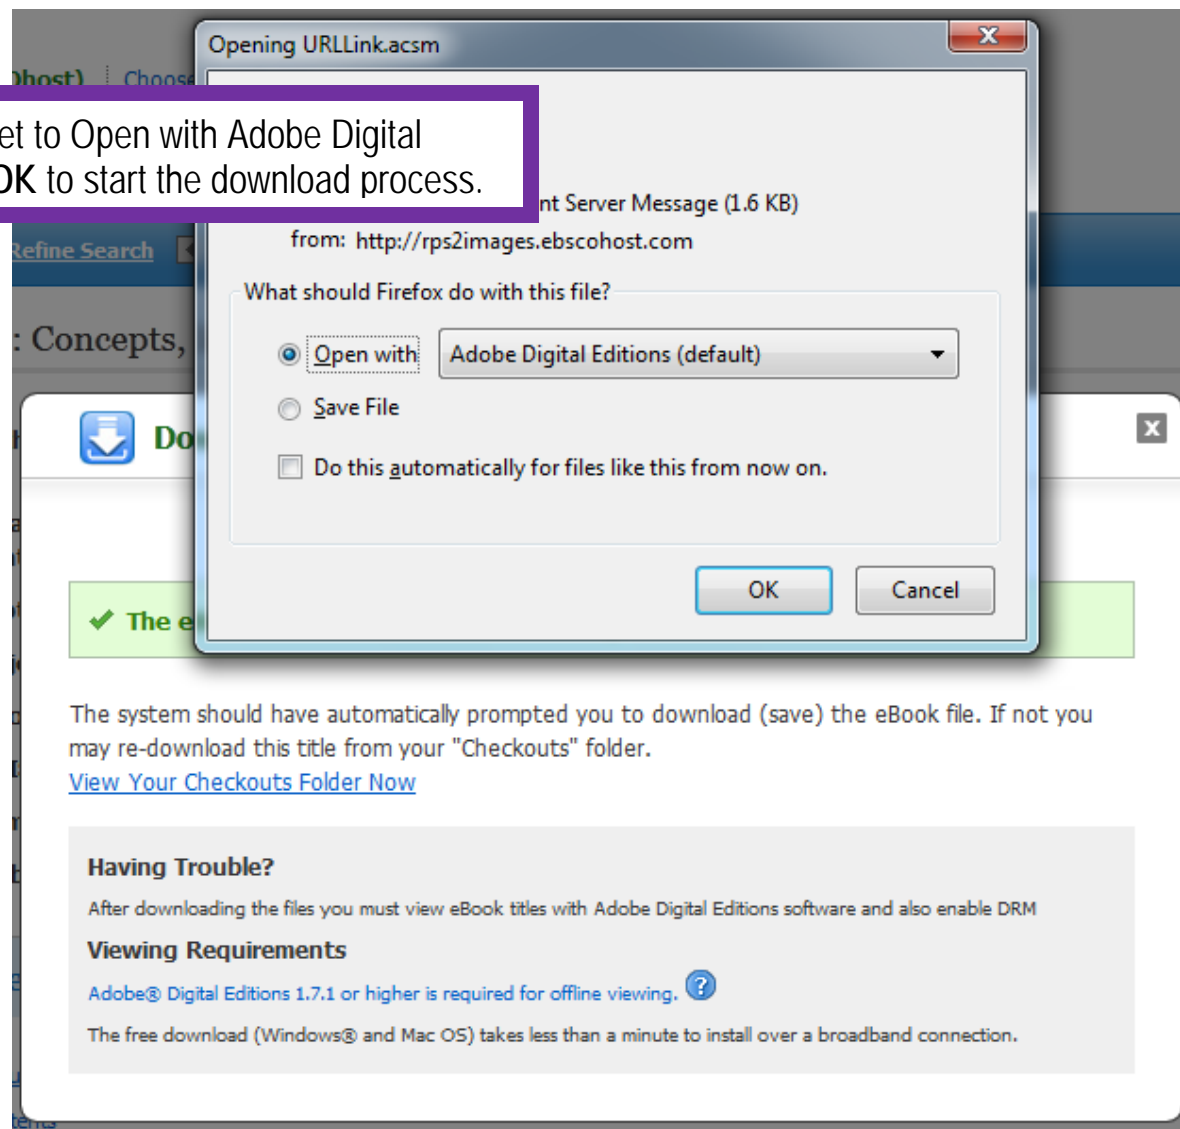 Opening URLLink.acsm
Choose
et to Open with Adobe Digital
OK to start the download process.
nt Server Message (1.6 KB)
from: http://rps2images.ebscohost.com
Refine Search
What should Firefox do with this file?
: Concepts,
Open with
Adobe Digital Editions (default)
Save File
Do this automatically for files like this from now on.
OK
Cancel
The system should have automatically prompted you to download (save) the eBook file. If not you
may re-download this title from your "Checkouts" folder.
View Your Checkouts Folder Now
Having Trouble?
After downloading the files you must view eBook titles with Adobe Digital Editions software and also enable DRM
Viewing Requirements
Adobe® Digital Editions 1.7.1 or higher is required for offline viewing.
The free download (Windows® and Mac OS) takes less than a minute to install over a broadband connection.